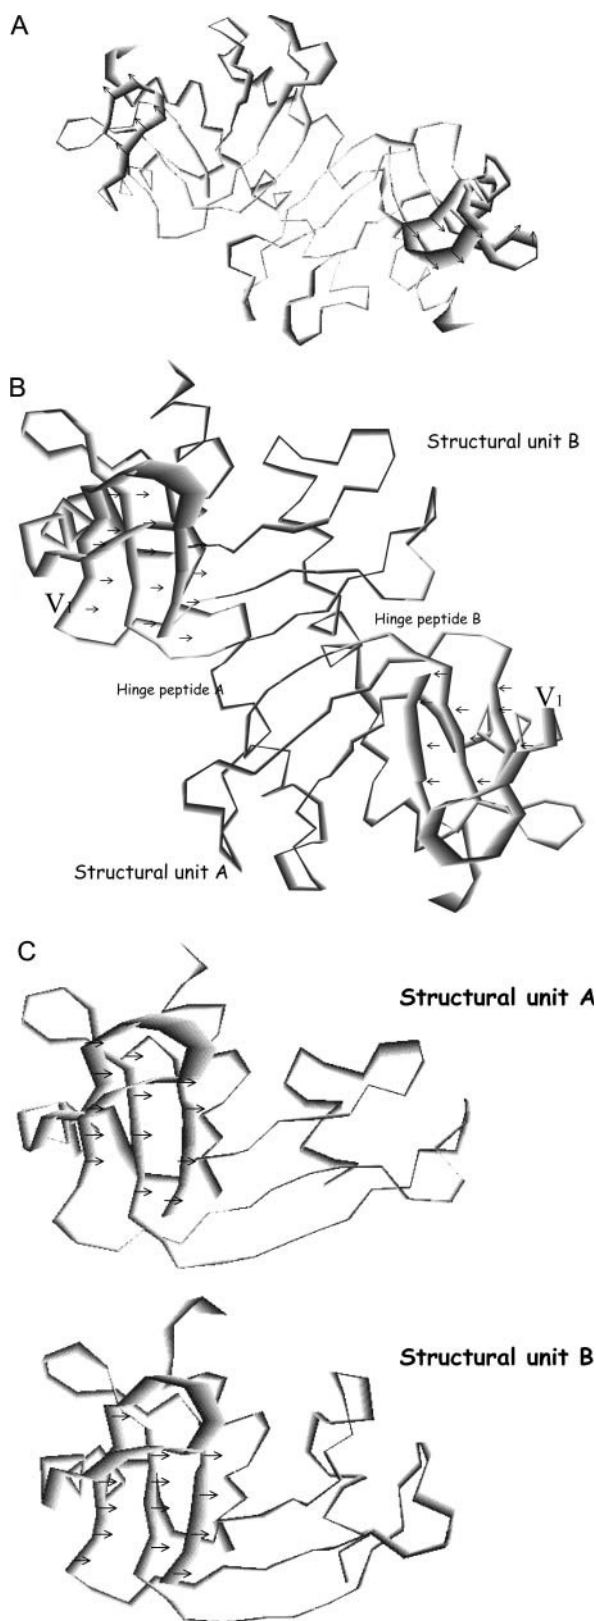 A
B
Structural unit B
V1
Hinge peptide B
Hinge peptide A
V1
Structural unit A
C
Structural unit A
Structural unit B